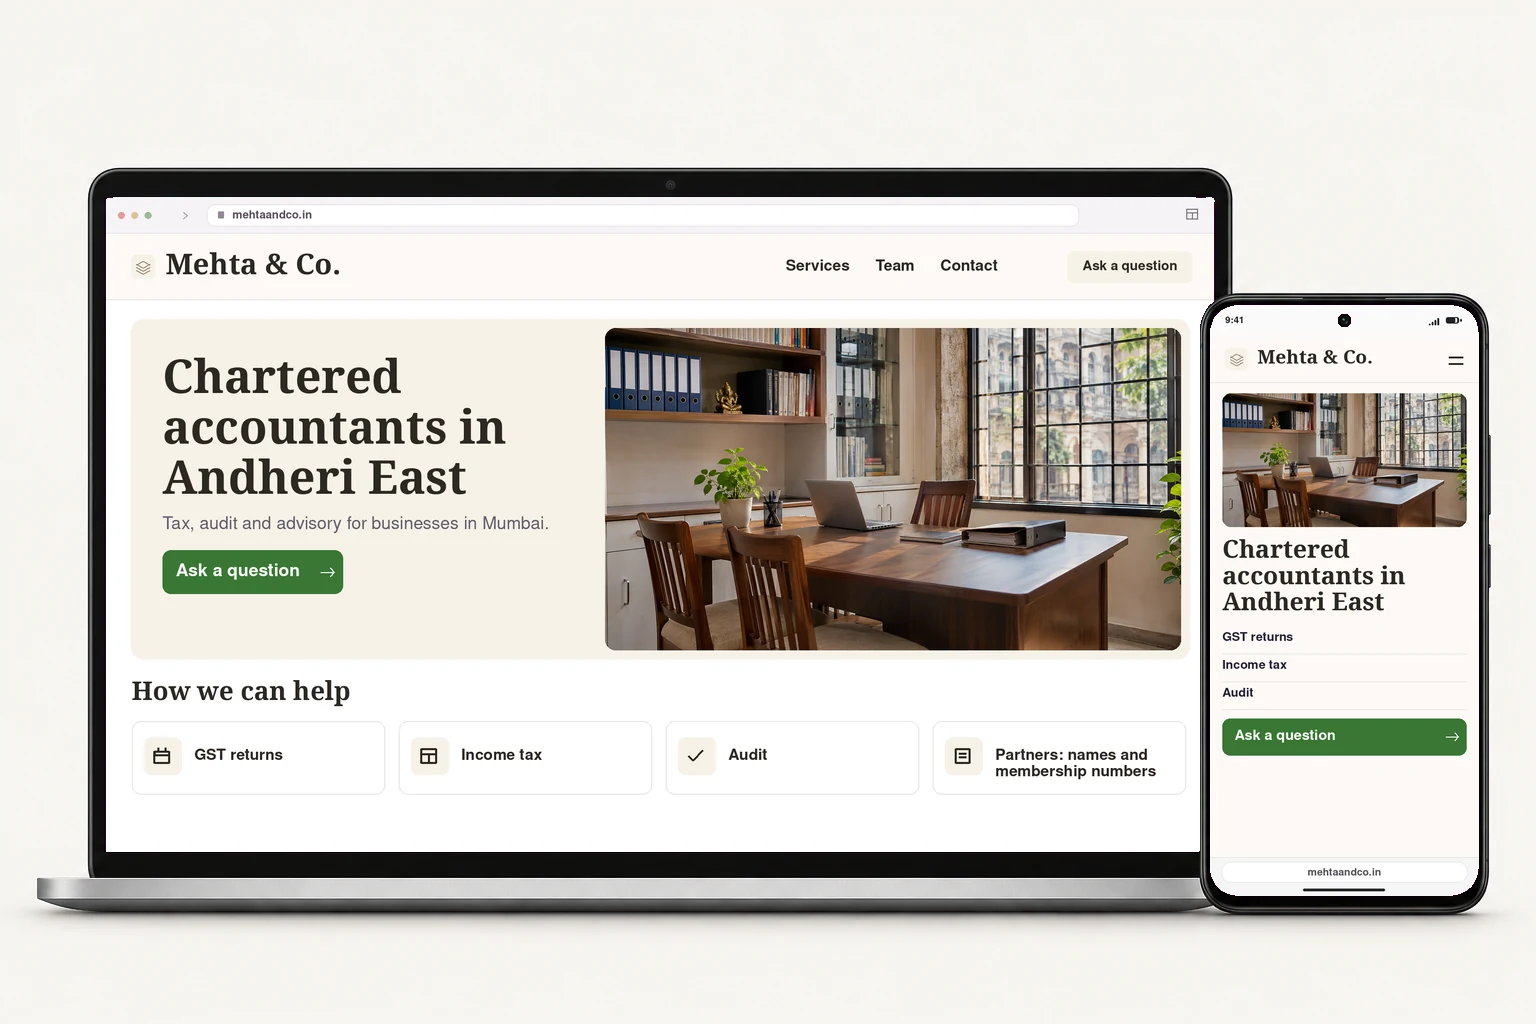 mehtaandco.in
Mehta & Co.
Services
Team
Contact
Ask a question
Chartered
accountants in
Andheri East
Tax, audit and advisory for businesses in Mumbai.
Ask a question
How we can help
GST returns
Income tax
Audit
Partners: names and
membership numbers
9:41
Mehta & Co.
Chartered
accountants in
Andheri East
GST returns
Income tax
Audit
Ask a question
mehtaandco.in